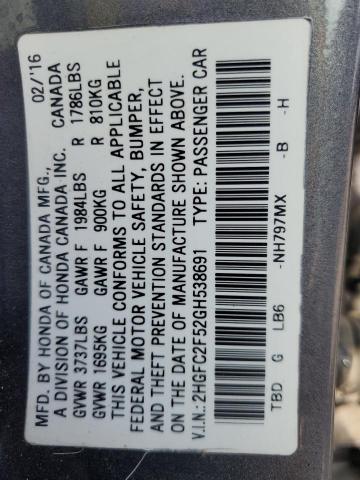 MFD. BY HONDA OF CANADA MFG., 02/'16
A DIVISION OF HONDA CANADA INC. CANADA
GVWR 3737LBS GAWR F 1984LBS R 1786LBS
GVWR 1695KG GAWR F 900KG R 810KG
THIS VEHICLE CONFORMS TO ALL APPLICABLE
FEDERAL MOTOR VEHICLE SAFETY, BUMPER,
AND THEFT PREVENTION STANDARDS IN EFFECT
ON THE DATE OF MANUFACTURE SHOWN ABOVE.
V.I.N.: 2HGFC2F52GH538691 TYPE: PASSENGER CAR
TBD G LB6 -NH797MX -B -H